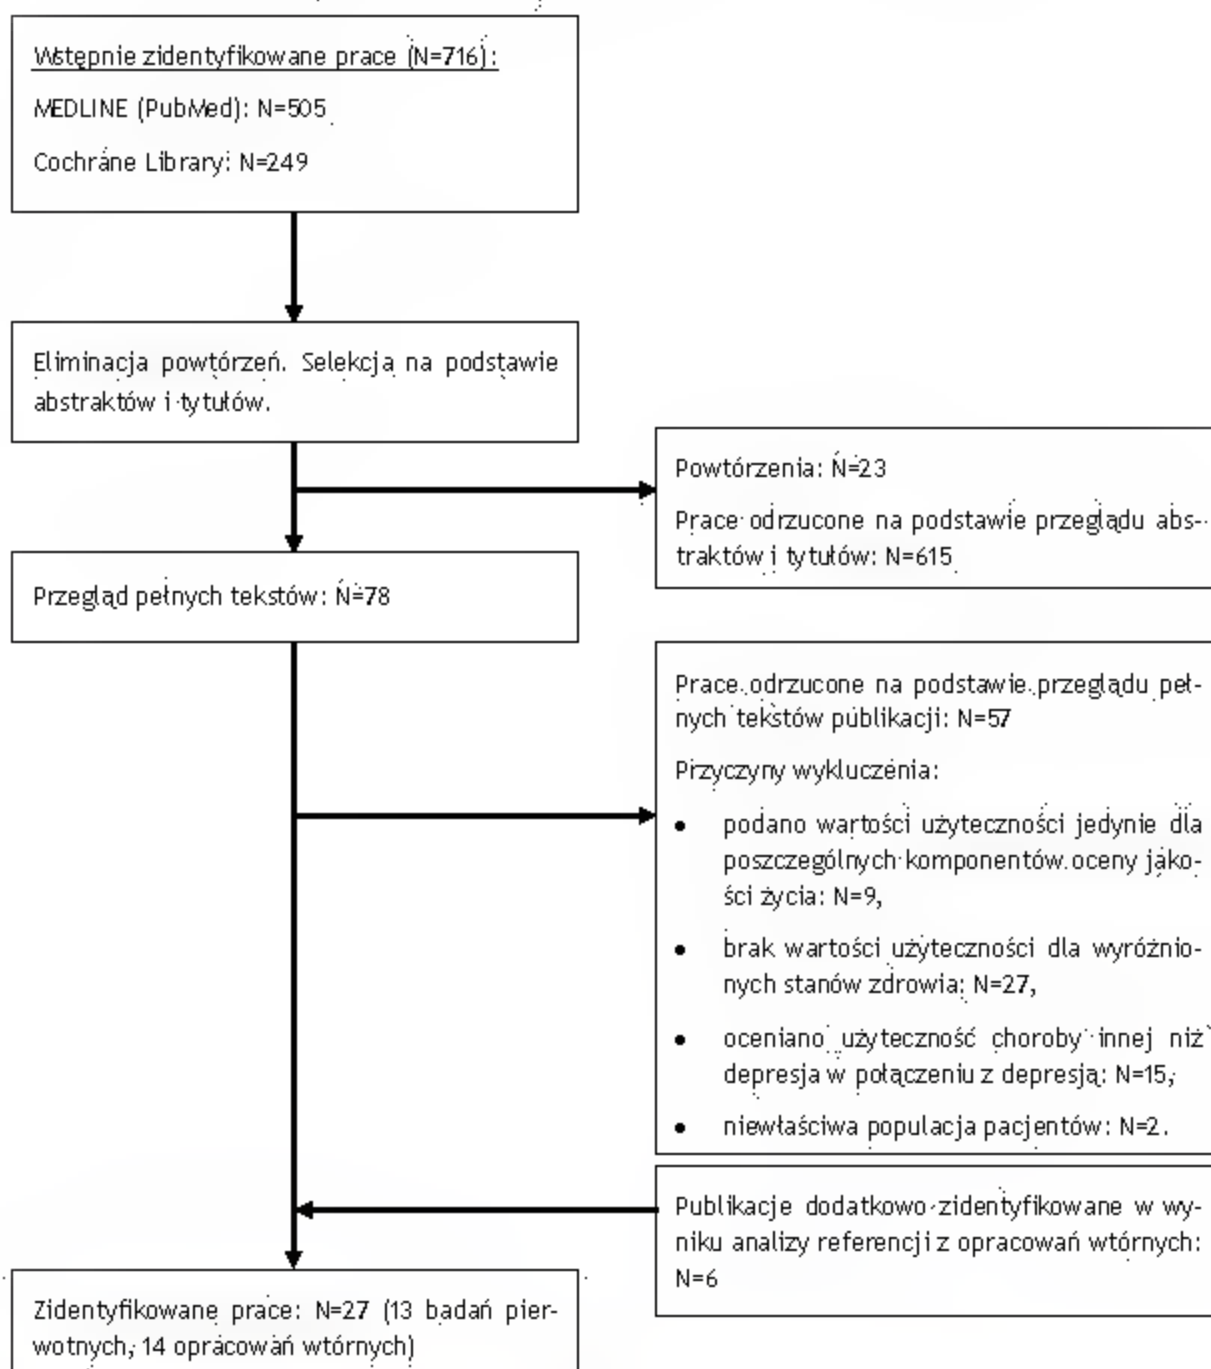 Wstępnie zidentyfikowane prace (N=716):
MEDLINE (PubMed): N=505
Cochrane Library: N=249
Eliminacja powtórzeń. Selekcja na podstawie
abstraktów i tytułów.
Powtórzenia: N=23
Prace odrzucone na podstawie przeglądu abs-
traktów i tytułów: N=615
Przegląd pełnych tekstów: N=78
Prace odrzucone na podstawie przeglądu peł-
nych tekstów publikacji: N=57
Przyczyny wykluczenia:
• podano wartości użyteczności jedynie dla
poszczególnych komponentów oceny jako-
ści życia: N=9,
• brak wartości użyteczności dla wyróżnio-
nych stanów zdrowia: N=27,
• oceniano użyteczność choroby innej niż
depresja w połączeniu z depresją: N=15,
• niewłaściwa populacja pacjentów: N=2.
Publikacje dodatkowo zidentyfikowane w wy-
niku analizy referencji z opracowań wtórnych:
N=6
Zidentyfikowane prace: N=27 (13 badań pier-
wotnych, 14 opracowań wtórnych)